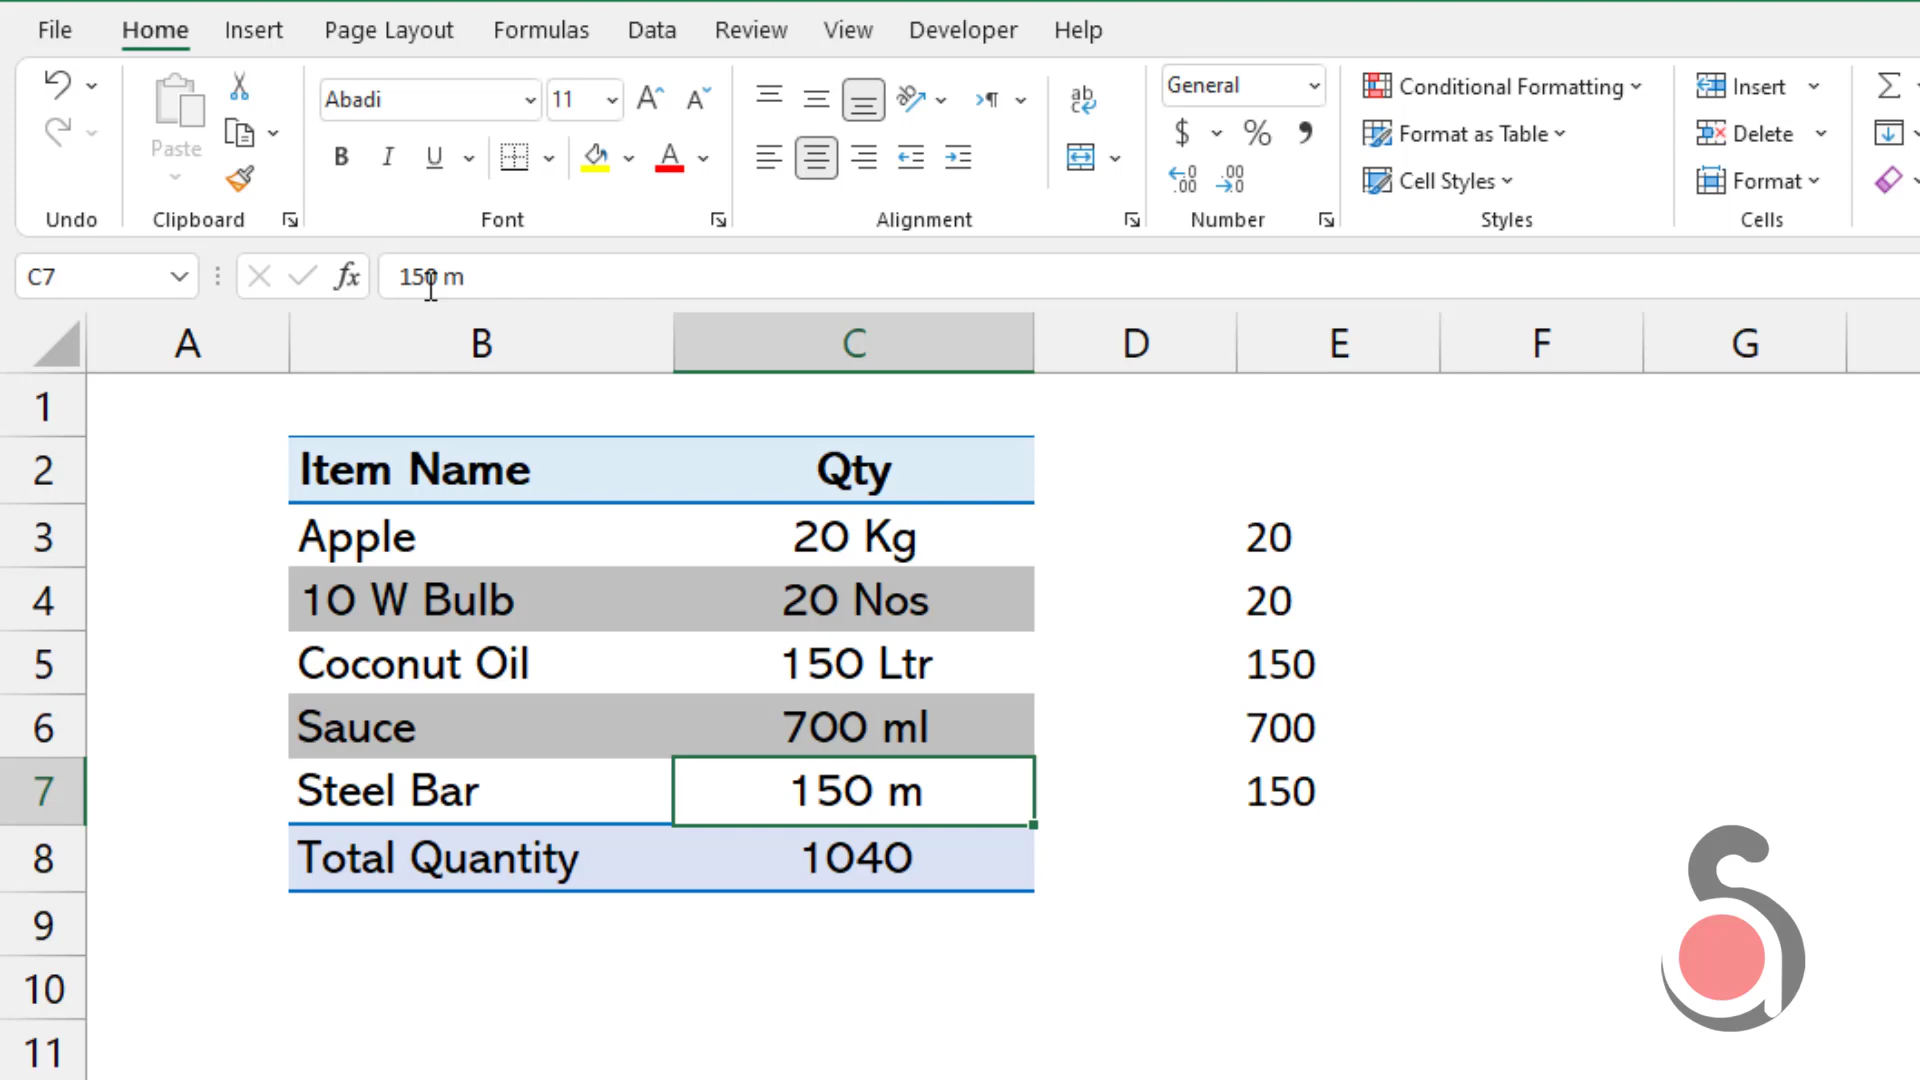 File Home Insert Page Layout Formulas Data Review View Developer Help
Abadi 11 General Conditional Formatting Insert
Paste B I U A $ % Format as Table Delete
Cell Styles Format
Undo Clipboard Font Alignment Number Styles Cells
C7 fx 150 m
A B C D E F G
1
2 Item Name Qty
3 Apple 20 Kg 20
4 10 W Bulb 20 Nos 20
5 Coconut Oil 150 Ltr 150
6 Sauce 700 ml 700
7 Steel Bar 150 m 150
8 Total Quantity 1040
9
10
11